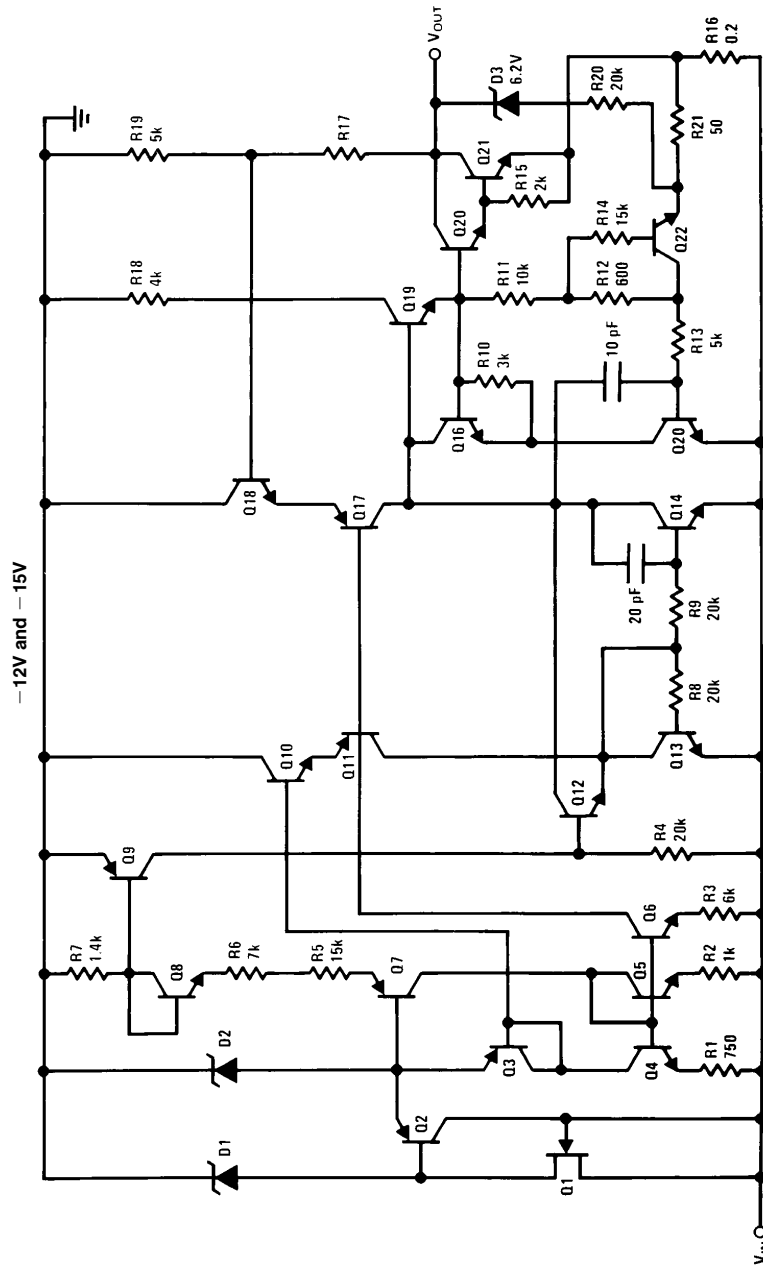 −12V and −15V
R7
1.4k
R18
4k
R19
5k
Q9
D1
D2
Q8
R6
7k
R5
15k
Q10
Q11
Q18
Q17
R17
VOUT
Q19
Q20
Q21
D3
6.2V
R15
2k
R20
20k
R10
3k
R11
10k
R14
15k
R12
600
Q16
Q2
Q7
Q3
Q12
10 pF
20 pF
Q22
R21
50
R16
0.2
R13
5k
Q1
Q4
Q5
Q6
R4
20k
Q13
R8
20k
R9
20k
Q14
Q20
R1
750
R2
1k
R3
6k